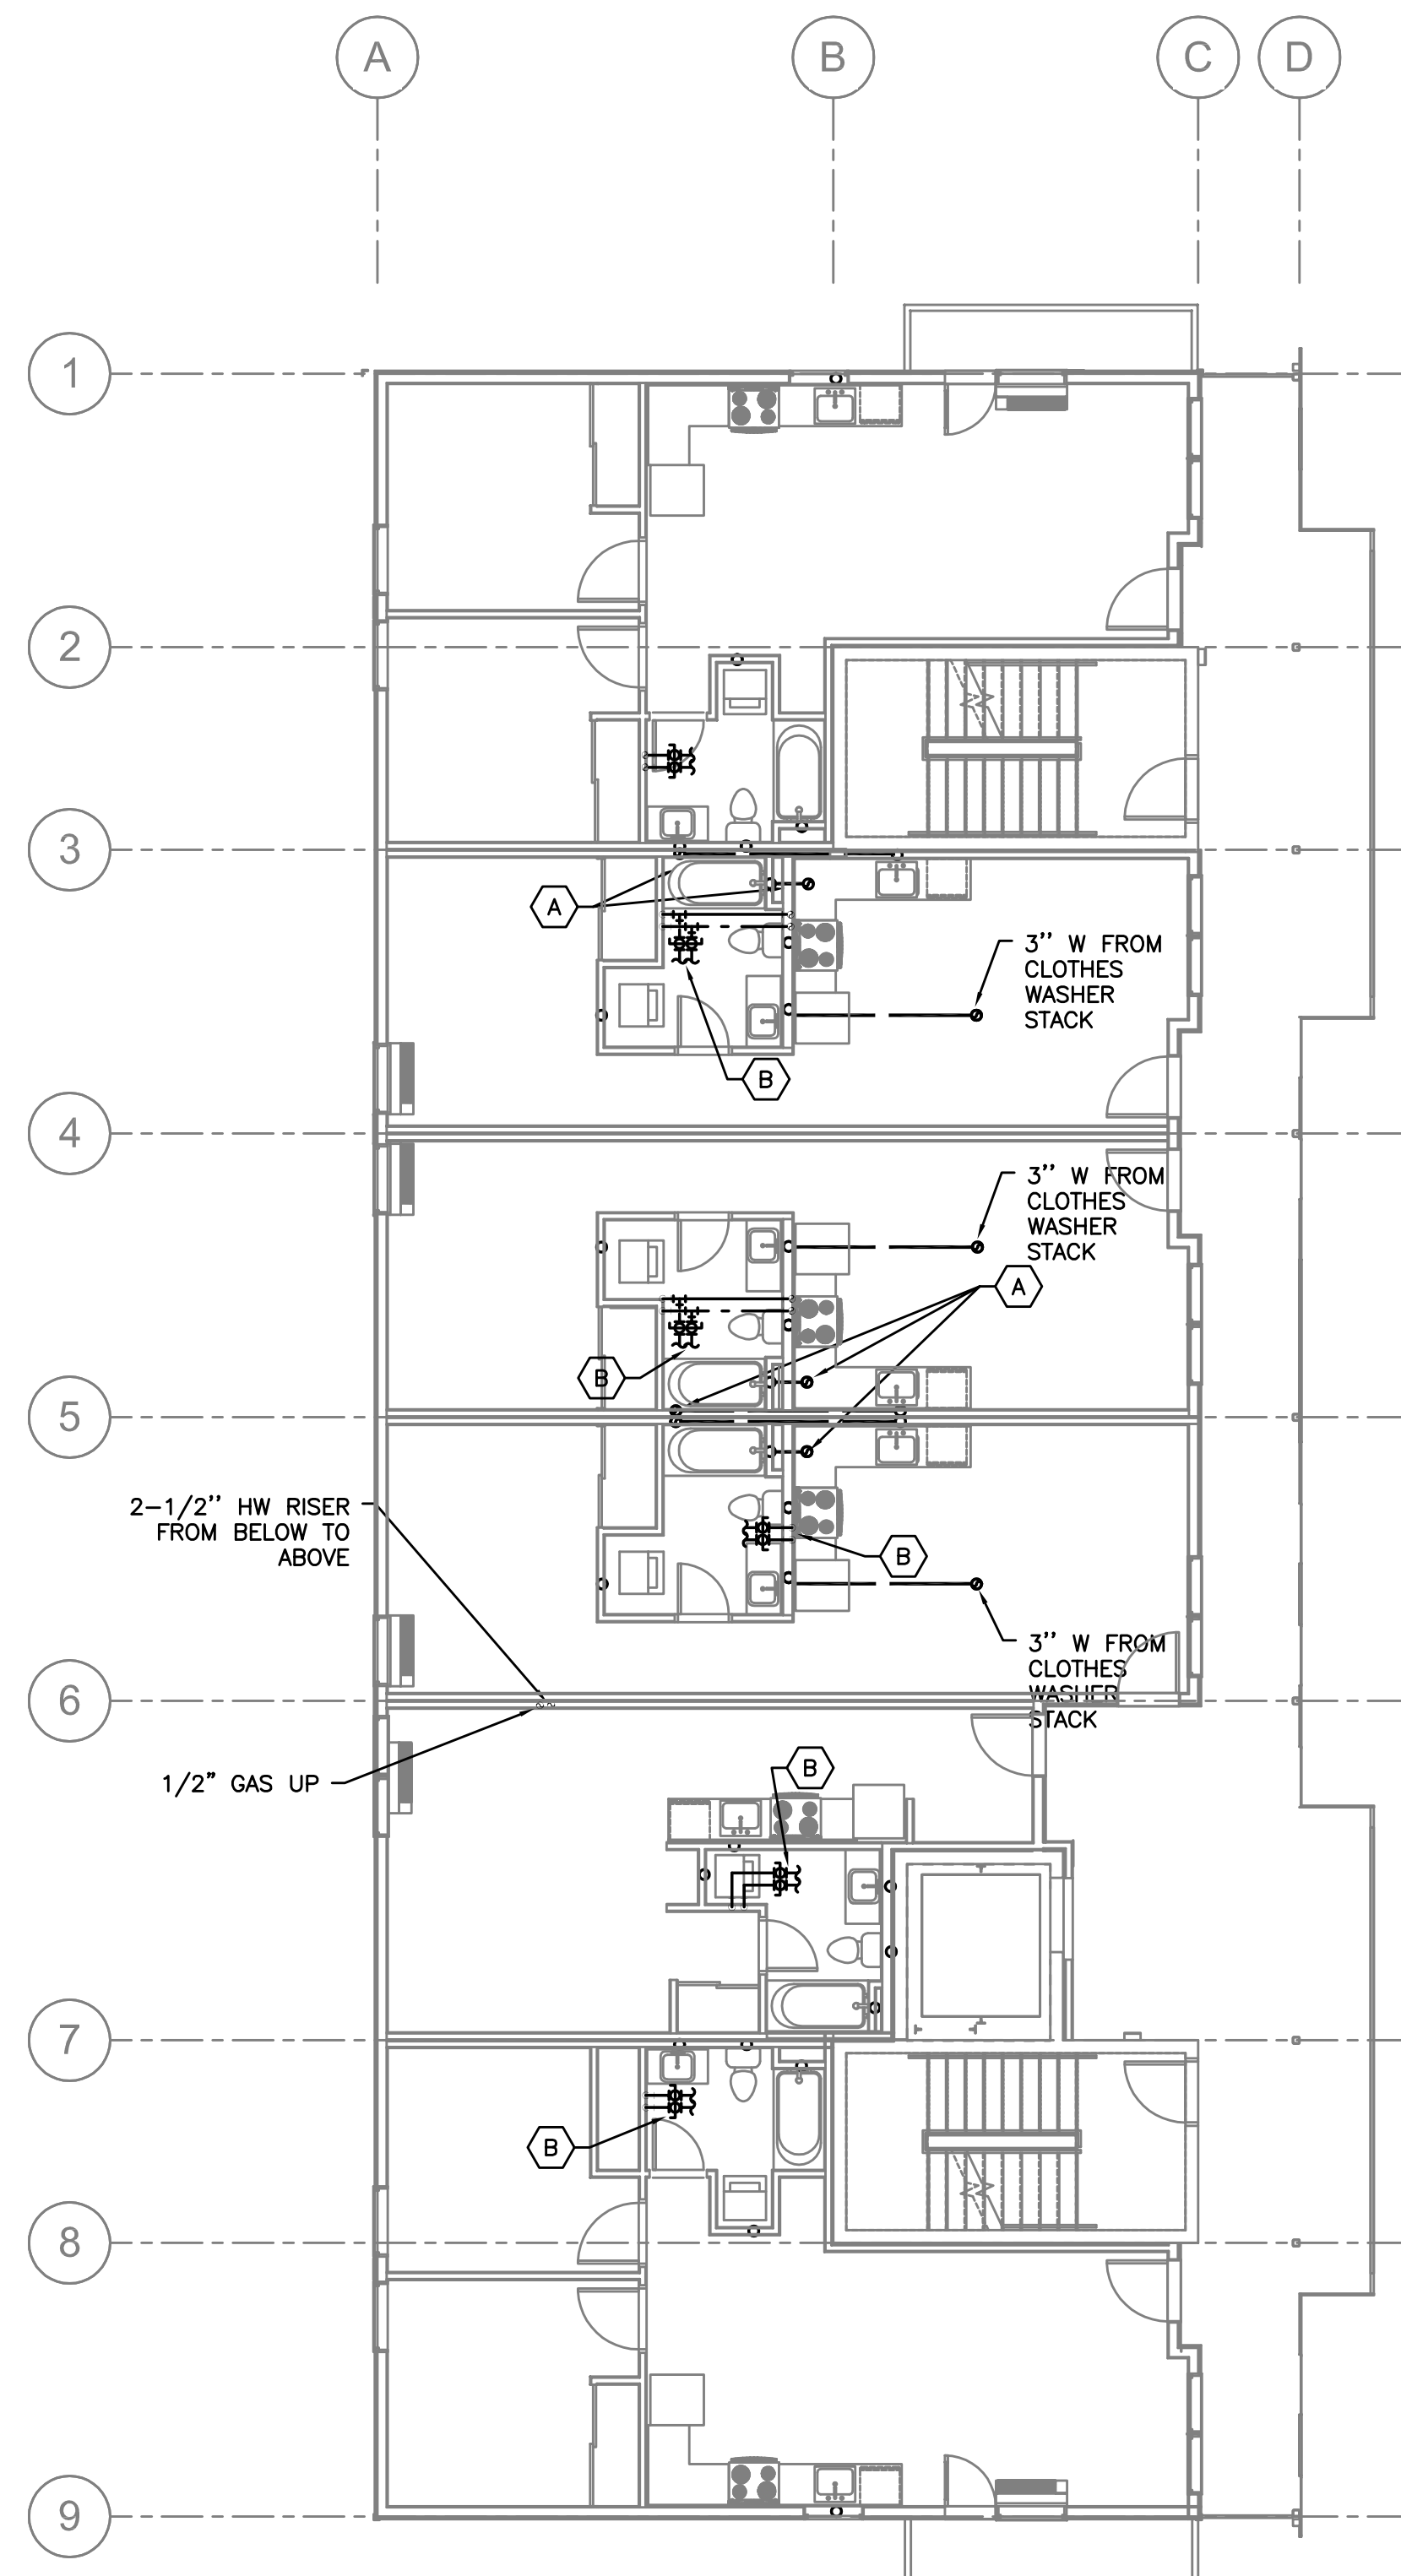 A
B
C
D
1
2
3
A
3'' W FROM
CLOTHES
WASHER
STACK
B
4
3'' W FROM
CLOTHES
WASHER
STACK
A
B
5
2-1/2'' HW RISER
FROM BELOW TO
ABOVE
B
3'' W FROM
CLOTHES
WASHER
STACK
6
1/2" GAS UP
B
7
B
8
9